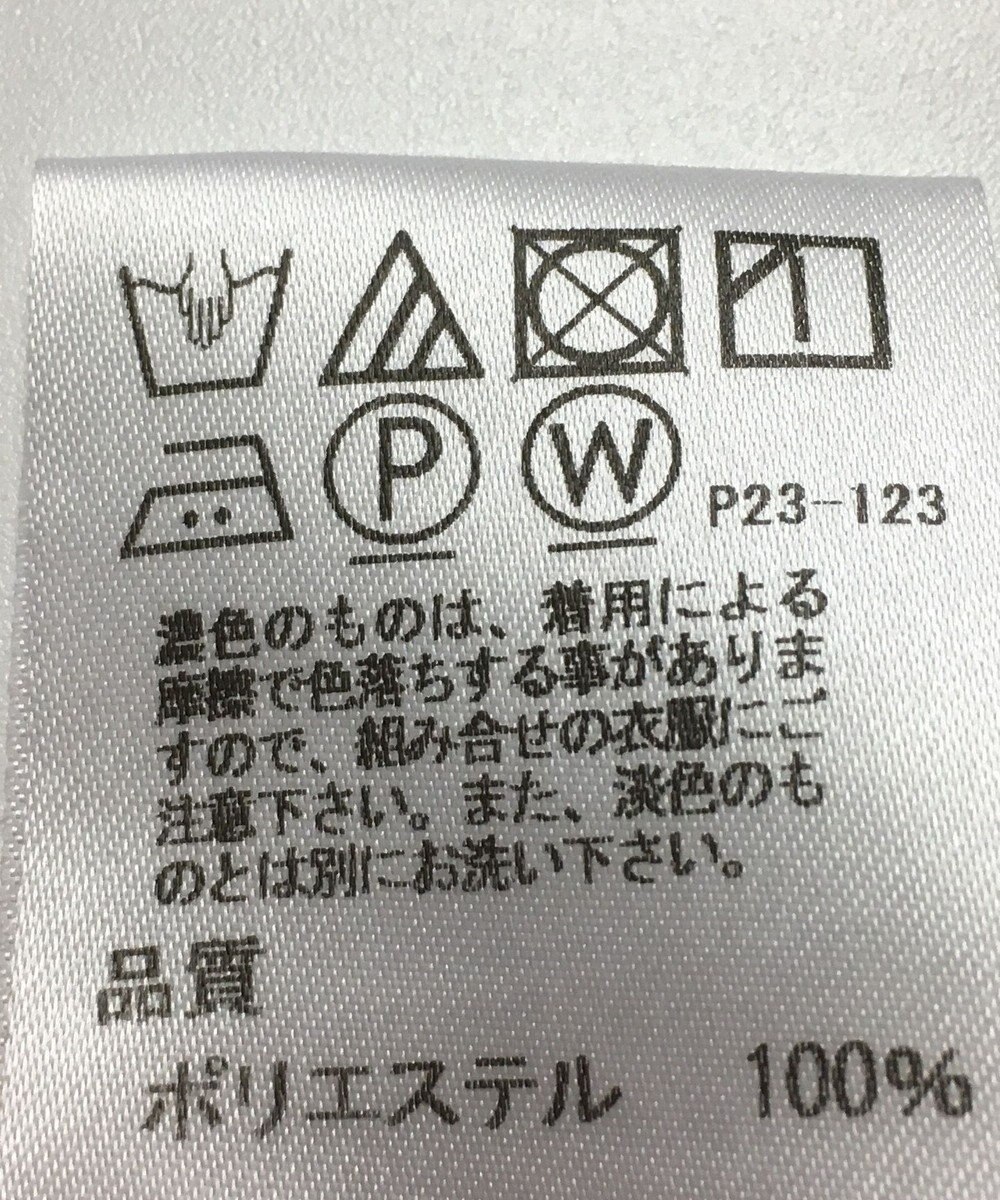 P
W
P23-123
濃色のものは、着用による
摩擦で色落ちする事がありま
すので、組み合せの衣服にご
注意下さい。また、淡色のも
のとは別にお洗い下さい。
品質
ポリエステル 100%